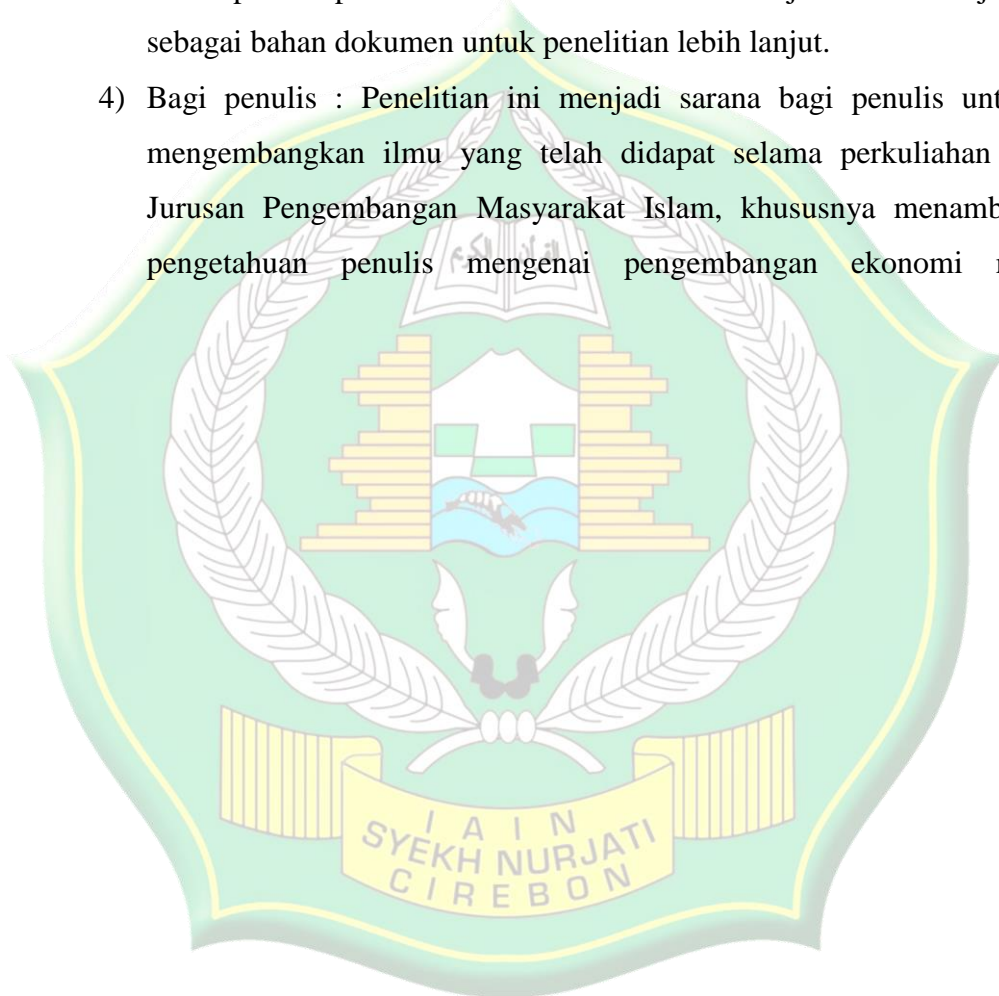 sebagai bahan dokumen untuk penelitian lebih lanjut.
4) Bagi penulis : Penelitian ini menjadi sarana bagi penulis unt
mengembangkan ilmu yang telah didapat selama perkuliahan
Jurusan Pengembangan Masyarakat Islam, khususnya menamb
pengetahuan penulis mengenai pengembangan ekonomi
القرآن الكريم
I A I N
SYEKH NURJATI
CIREBON